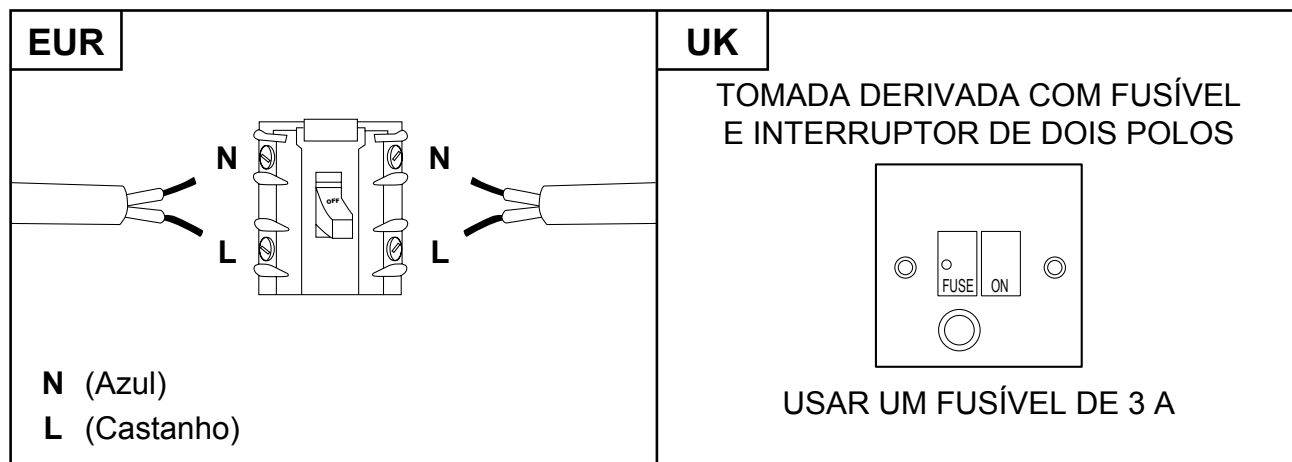 EUR
N
N
OFF
L
L
N (Azul)
L (Castanho)
UK
TOMADA DERIVADA COM FUSÍVEL
E INTERRUPTOR DE DOIS POLOS
FUSE ON
USAR UM FUSÍVEL DE 3 A